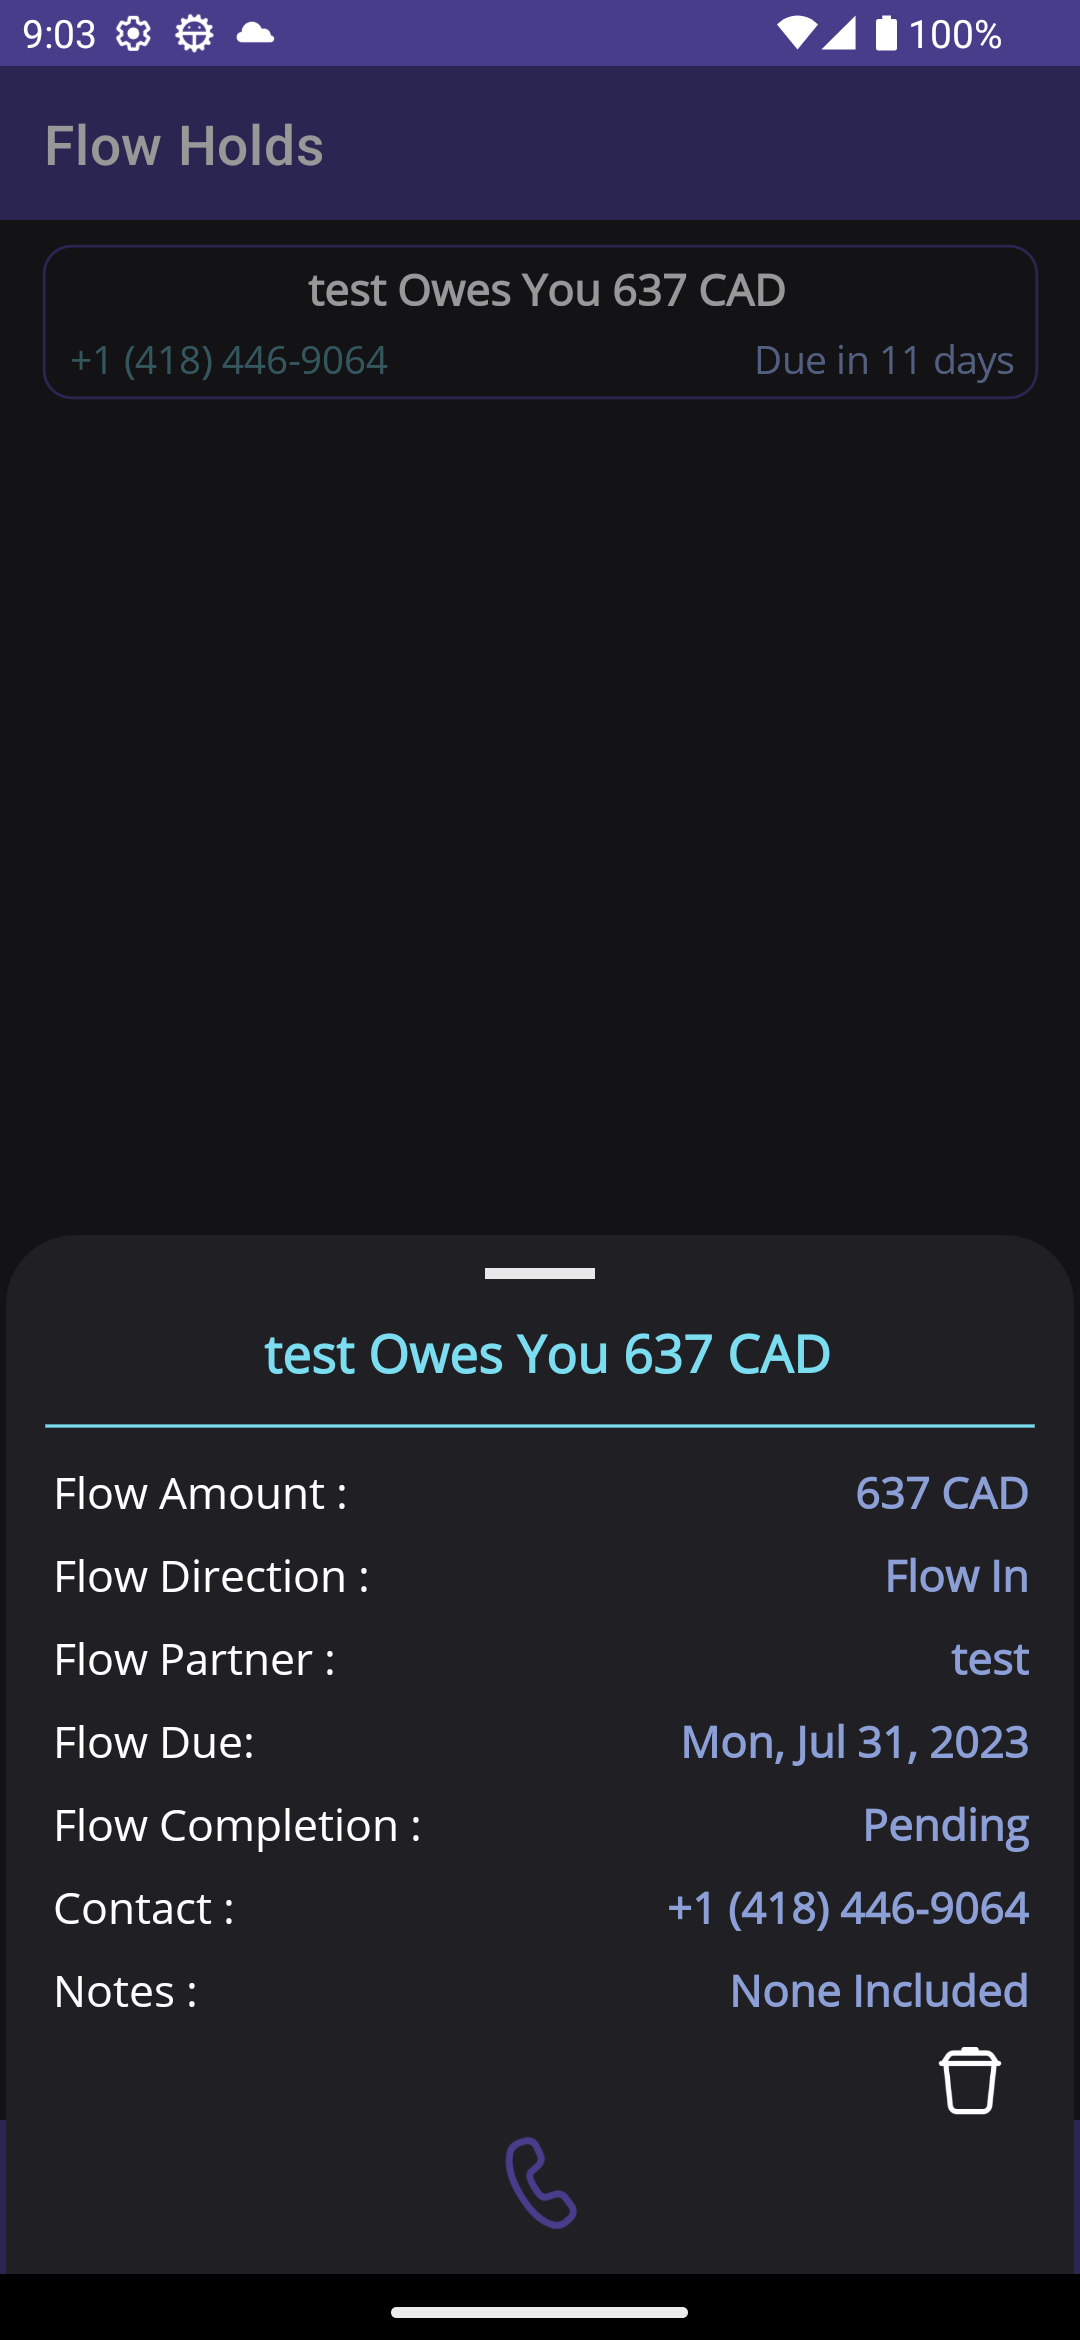 9:03 100%
Flow Holds
test Owes You 637 CAD
+1 (418) 446-9064 Due in 11 days
test Owes You 637 CAD
Flow Amount : 637 CAD
Flow Direction : Flow In
Flow Partner : test
Flow Due: Mon, Jul 31, 2023
Flow Completion : Pending
Contact : +1 (418) 446-9064
Notes : None Included